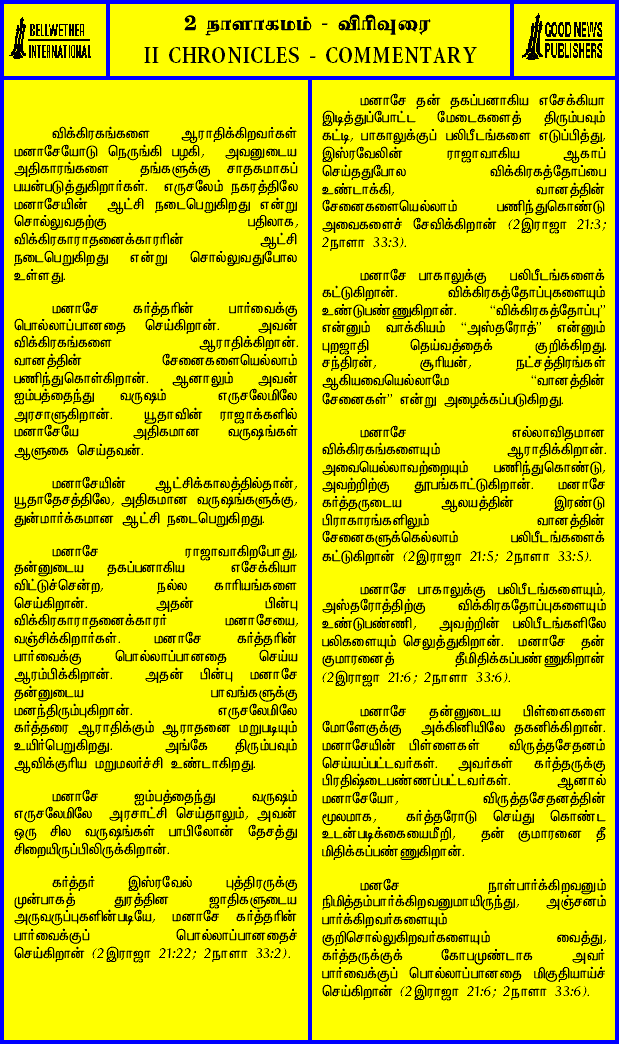 BELLWETHER
INTERNATIONAL
2 நாளாகமம் - விரிவுரை
II CHRONICLES - COMMENTARY
GOOD NEWS
PUBLISHERS
விக்கிரகங்களை ஆராதிக்கிறவர்கள்
மனாசேயோடு நெருங்கி பழகி, அவனுடைய
அதிகாரங்களை தங்களுக்கு சாதகமாகப்
பயன்படுத்துகிறார்கள். எருசலேம் நகரத்திலே
மனாசேயின் ஆட்சி நடைபெறுகிறது என்று
சொல்லுவதற்கு பதிலாக,
விக்கிரகாராதனைக்காரரின் ஆட்சி
நடைபெறுகிறது என்று சொல்லுவதுபோல
உள்ளது.
மனாசே கர்த்தரின் பார்வைக்கு
பொல்லாப்பானதை செய்கிறான். அவன்
விக்கிரகங்களை ஆராதிக்கிறான்.
வானத்தின் சேனைகளையெல்லாம்
பணிந்துகொள்கிறான். ஆனாலும் அவன்
ஐம்பத்தைந்து வருஷம் எருசலேமிலே
அரசாளுகிறான். யூதாவின் ராஜாக்களில்
மனாசேயே அதிகமான வருஷங்கள்
ஆளுகை செய்தவன்.
மனாசேயின் ஆட்சிக்காலத்தில்தான்,
யூதாதேசத்திலே, அதிகமான வருஷங்களுக்கு,
துன்மார்க்கமான ஆட்சி நடைபெறுகிறது.
மனாசே ராஜாவாகிறபோது,
தன்னுடைய தகப்பனாகிய எசேக்கியா
விட்டுச்சென்ற, நல்ல காரியங்களை
செய்கிறான். அதன் பின்பு
விக்கிரகாராதனைக்காரர் மனாசேயை,
வஞ்சிக்கிறார்கள். மனாசே கர்த்தரின்
பார்வைக்கு பொல்லாப்பானதை செய்ய
ஆரம்பிக்கிறான். அதன் பின்பு மனாசே
தன்னுடைய பாவங்களுக்கு
மனந்திரும்புகிறான். எருசலேமிலே
கர்த்தரை ஆராதிக்கும் ஆராதனை மறுபடியும்
உயிர்பெறுகிறது. அங்கே திரும்பவும்
ஆவிக்குரிய மறுமலர்ச்சி உண்டாகிறது.
மனாசே ஐம்பத்தைந்து வருஷம்
எருசலேமிலே அரசாட்சி செய்தாலும், அவன்
ஒரு சில வருஷங்கள் பாபிலோன் தேசத்து
சிறையிருப்பிலிருக்கிறான்.
கர்த்தர் இஸ்ரவேல் புத்திரருக்கு
முன்பாகத் துரத்தின ஜாதிகளுடைய
அருவருப்புகளின்படியே, மனாசே கர்த்தரின்
பார்வைக்குப் பொல்லாப்பானதைச்
செய்கிறான் (2இராஜா 21:22; 2நாளா 33:2).
மனாசே தன் தகப்பனாகிய எசேக்கியா
இடித்துப்போட்ட மேடைகளைத் திரும்பவும்
கட்டி, பாகாலுக்குப் பலிபீடங்களை எடுப்பித்து,
இஸ்ரவேலின் ராஜாவாகிய ஆகாப்
செய்ததுபோல விக்கிரகத்தோப்பை
உண்டாக்கி, வானத்தின்
சேனைகளையெல்லாம் பணிந்துகொண்டு
அவைகளைச் சேவிக்கிறான் (2இராஜா 21:3;
2நாளா 33:3).
மனாசே பாகாலுக்கு பலிபீடங்களைக்
கட்டுகிறான். விக்கிரகத்தோப்புகளையும்
உண்டுபண்ணுகிறான். “விக்கிரகத்தோப்பு”
என்னும் வாக்கியம் “அஸ்தரோத்” என்னும்
புறஜாதி தெய்வத்தைக் குறிக்கிறது.
சந்திரன், சூரியன், நட்சத்திரங்கள்
ஆகியவையெல்லாமே “வானத்தின்
சேனைகள்” என்று அழைக்கப்படுகிறது.
மனாசே எல்லாவிதமான
விக்கிரகங்களையும் ஆராதிக்கிறான்.
அவையெல்லாவற்றையும் பணிந்துகொண்டு,
அவற்றிற்கு தூபங்காட்டுகிறான். மனாசே
கர்த்தருடைய ஆலயத்தின் இரண்டு
பிராகாரங்களிலும் வானத்தின்
சேனைகளுக்கெல்லாம் பலிபீடங்களைக்
கட்டுகிறான் (2இராஜா 21:5; 2நாளா 33:5).
மனாசே பாகாலுக்கு பலிபீடங்களையும்,
அஸ்தரோத்திற்கு விக்கிரகதோப்புகளையும்
உண்டுபண்ணி, அவற்றின் பலிபீடங்களிலே
பலிகளையும் செலுத்துகிறான். மனாசே தன்
குமாரனைத் தீமிதிக்கப்பண்ணுகிறான்
(2இராஜா 21:6; 2நாளா 33:6).
மனாசே தன்னுடைய பிள்ளைகளை
மோளேகுக்கு அக்கினியிலே தகனிக்கிறான்.
மனாசேயின் பிள்ளைகள் விருத்தசேதனம்
செய்யப்பட்டவர்கள். அவர்கள் கர்த்தருக்கு
பிரதிஷ்டைபண்ணப்பட்டவர்கள். ஆனால்
மனாசேயோ, விருத்தசேதனத்தின்
மூலமாக, கர்த்தரோடு செய்து கொண்ட
உடன்படிக்கையைமீறி, தன் குமாரனை தீ
மிதிக்கப்பண்ணுகிறான்.
மனசே நாள்பார்க்கிறவனும்
நிமித்தம்பார்க்கிறவனுமாயிருந்து, அஞ்சனம்
பார்க்கிறவர்களையும்
குறிசொல்லுகிறவர்களையும் வைத்து,
கர்த்தருக்குக் கோபமுண்டாக அவர்
பார்வைக்குப் பொல்லாப்பானதை மிகுதியாய்ச்
செய்கிறான் (2இராஜா 21:6; 2நாளா 33:6).